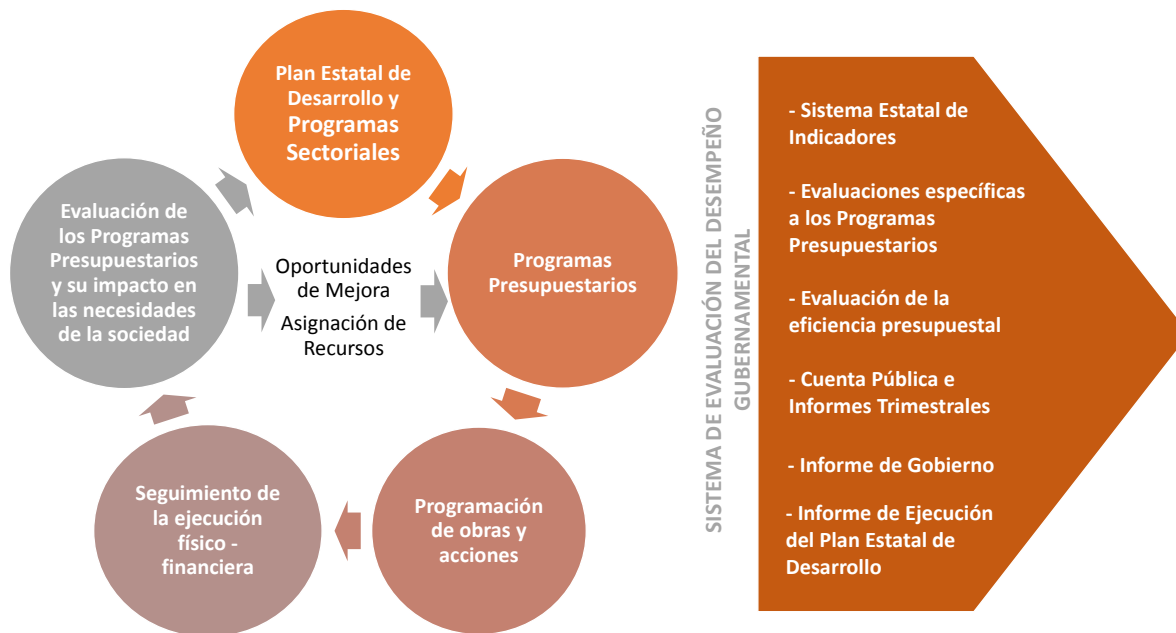 Plan Estatal de
Desarrollo y
Programas
Sectoriales
Programas
Presupuestarios
Programación
de obras y
acciones
Seguimiento de
la ejecución
físico -
financiera
Evaluación de
los Programas
Presupuestarios
y su impacto en
las necesidades
de la sociedad
Oportunidades
de Mejora
Asignación de
Recursos
SISTEMA DE EVALUACIÓN DEL DESEMPEÑO
GUBERNAMENTAL
- Sistema Estatal de
Indicadores
- Evaluaciones específicas
a los Programas
Presupuestarios
- Evaluación de la
eficiencia presupuestal
- Cuenta Pública e
Informes Trimestrales
- Informe de Gobierno
- Informe de Ejecución
del Plan Estatal de
Desarrollo